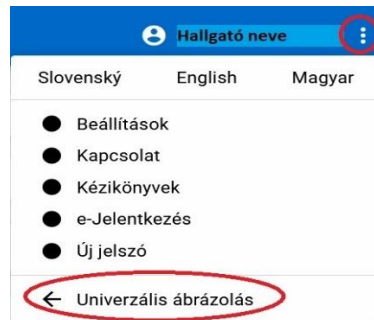 Hallgató neve
Slovenský English Magyar
Beállítások
Kapcsolat
Kézikönyvek
e-Jelentkezés
Új jelszó
Univerzális ábrázolás